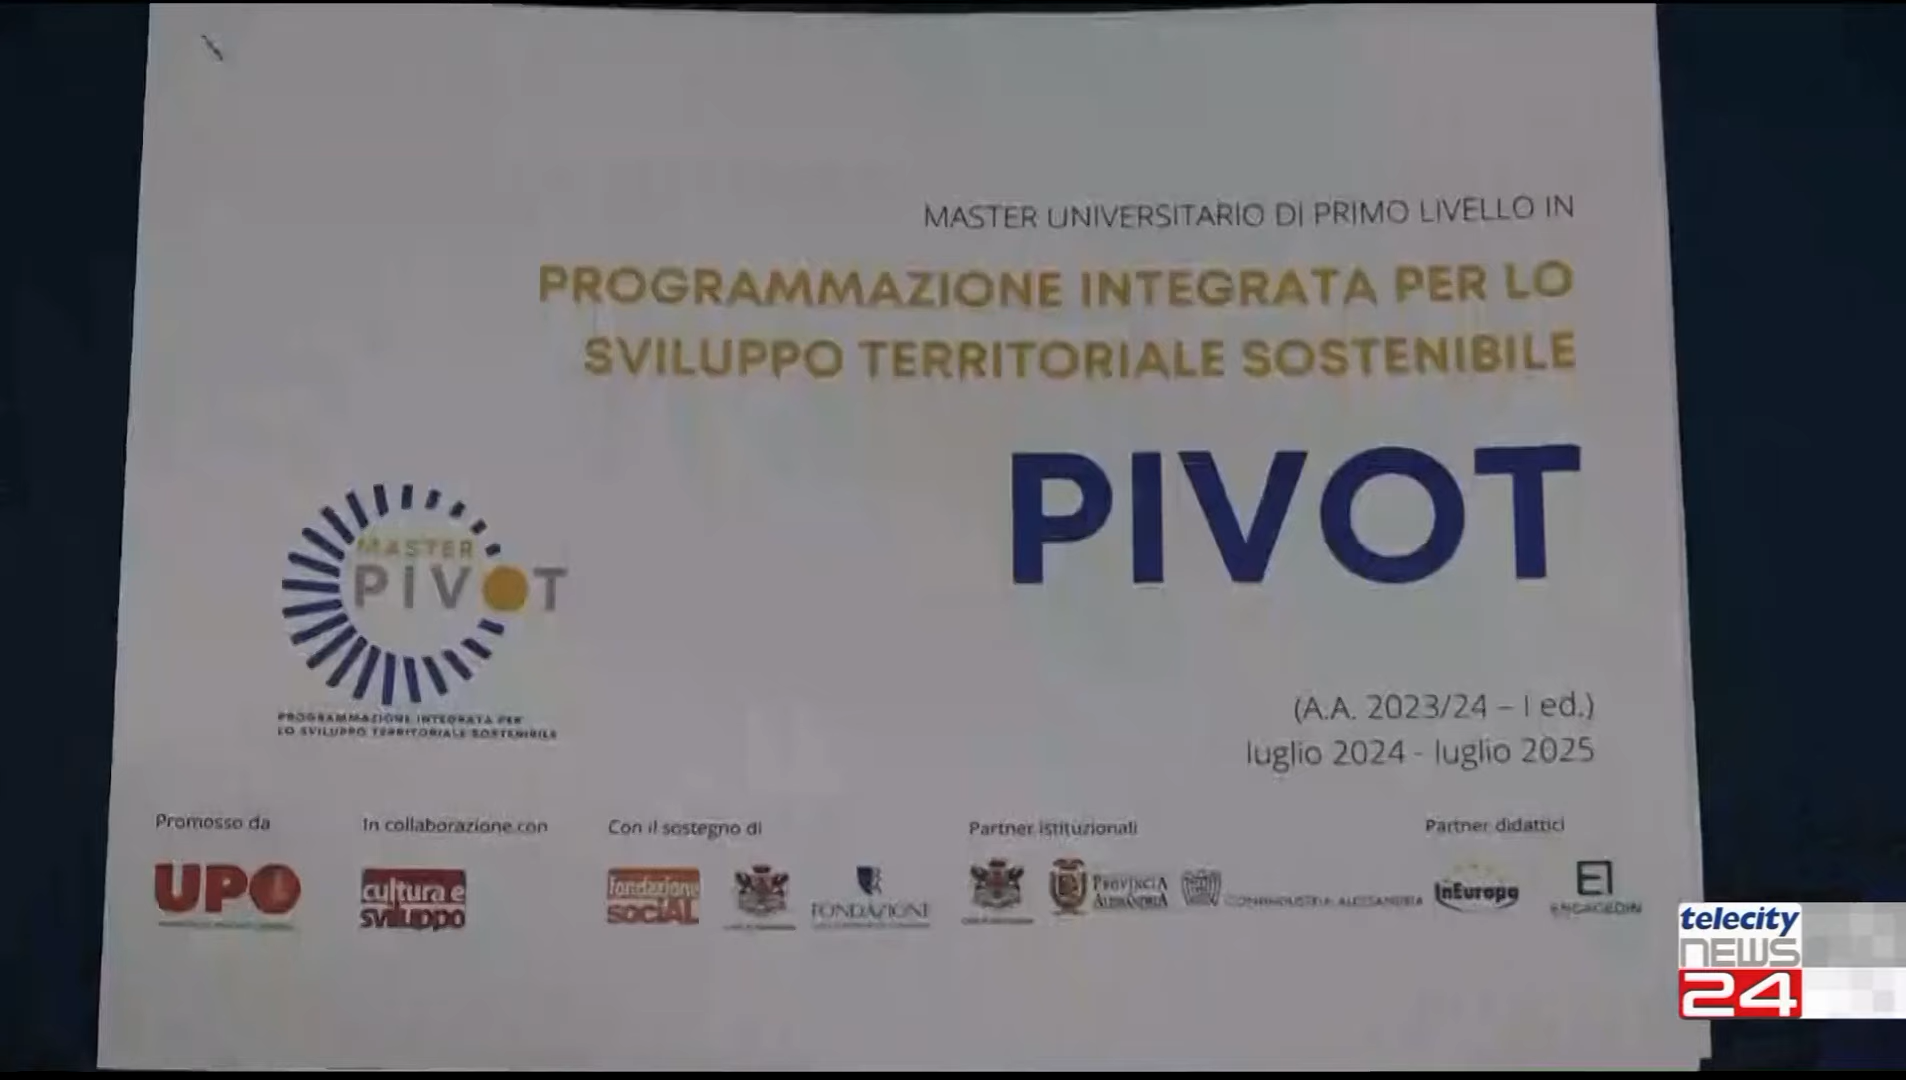 MASTER UNIVERSITARIO DI PRIMO LIVELLO IN
PROGRAMMAZIONE INTEGRATA PER LO
SVILUPPO TERRITORIALE SOSTENIBILE
PIVOT
MASTER
PIVOT
PROGRAMMAZIONE INTEGRATA PER
LO SVILUPPO TERRITORIALE SOSTENIBILE
(A.A. 2023/24 – I ed.)
luglio 2024 - luglio 2025
Promosso da
In collaborazione con
Con il sostegno di
Partner istituzionali
Partner didattici
UPO
cultura e
sviluppo
fondazione
sociAL
FONDAZIONE
PROVINCIA
ALESSANDRIA
CONFINDUSTRIA ALESSANDRIA
InEuropa
EI
ENGAGEDIN
telecity
NEWS
24